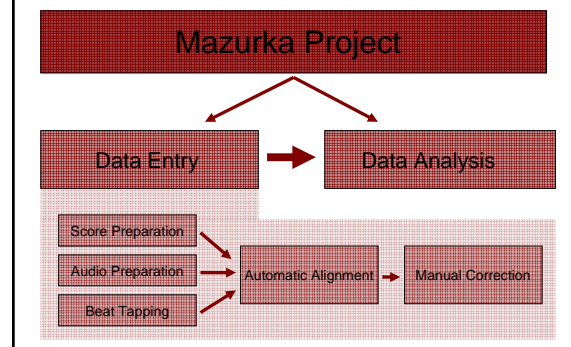 Mazurka Project
Data Entry
Data Analysis
Score Preparation
Audio Preparation
Automatic Alignment
Manual Correction
Beat Tapping